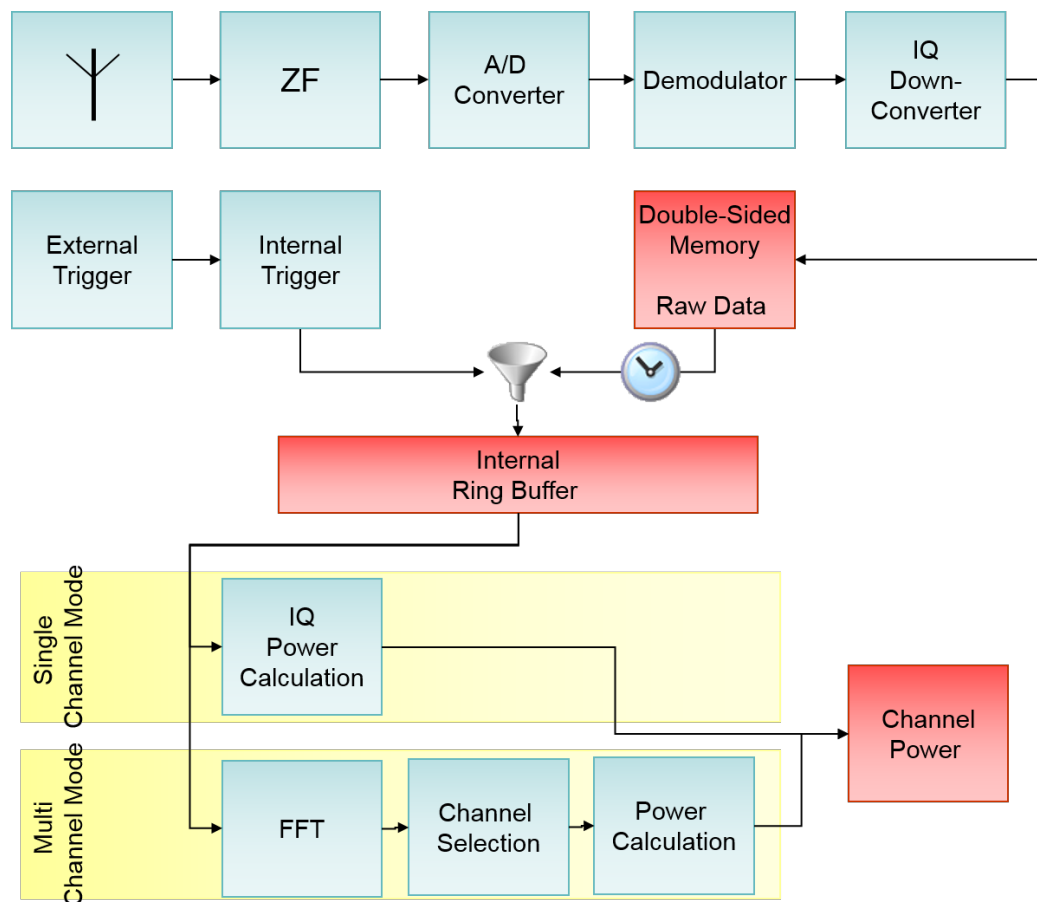 ZF
A/D
Converter
Demodulator
IQ
Down-
Converter
External
Trigger
Internal
Trigger
Double-Sided
Memory
Raw Data
Internal
Ring Buffer
Single
Channel Mode
IQ
Power
Calculation
Channel
Power
Multi
Channel Mode
FFT
Channel
Selection
Power
Calculation